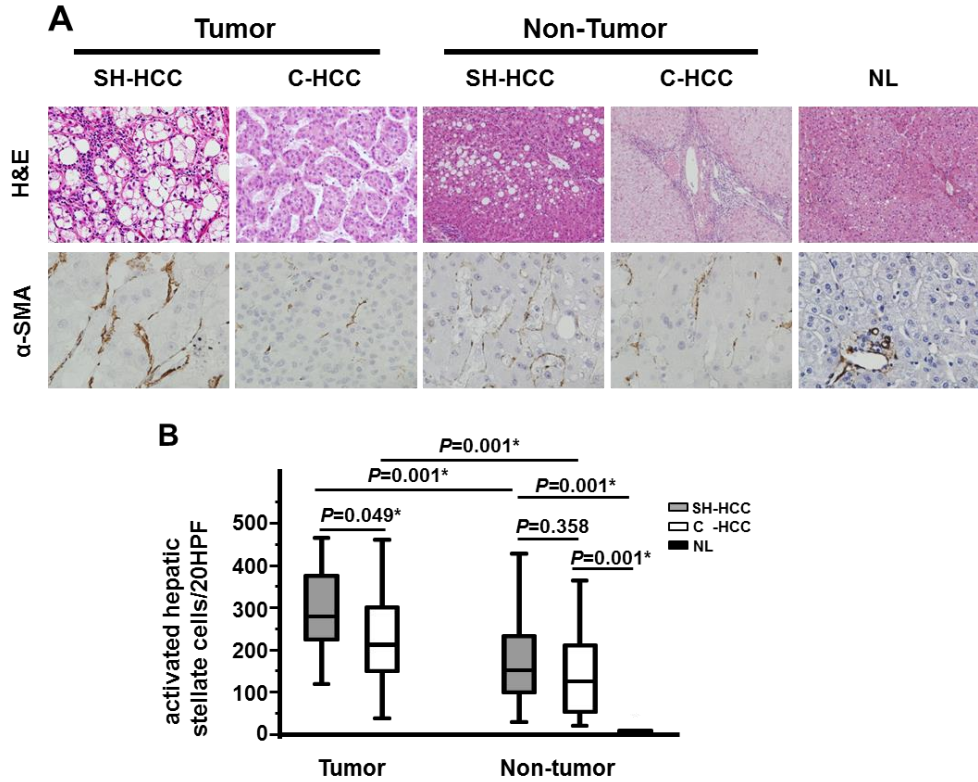 A
Tumor
Non-Tumor
SH-HCC
C-HCC
SH-HCC
C-HCC
NL
H&E
α-SMA
B
P=0.001*
P=0.001*
P=0.001*
P=0.049*
P=0.358
P=0.001*
SH-HCC
C -HCC
NL
activated hepatic
stellate cells/20HPF
500
400
300
200
100
0
Tumor
Non-tumor